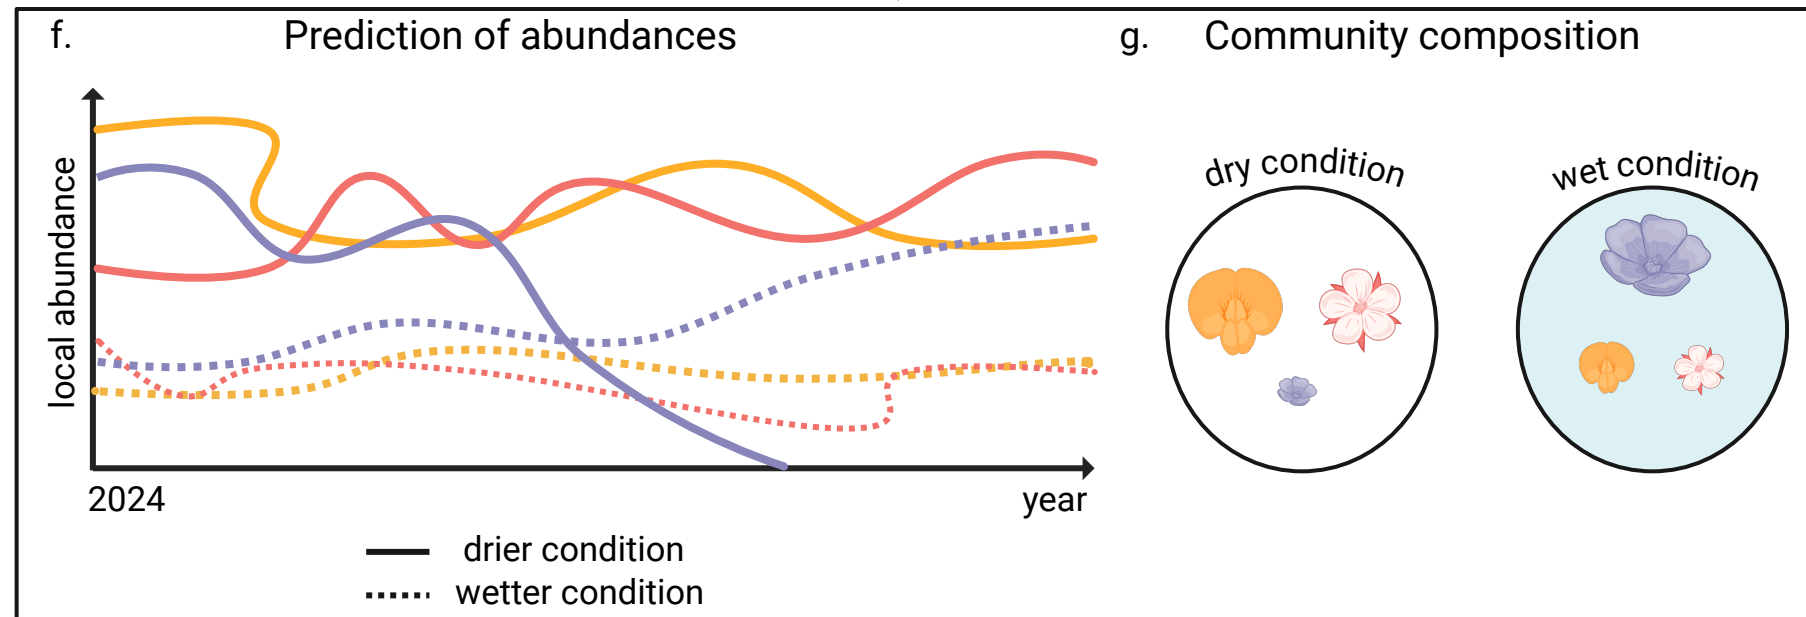 f.
Prediction of abundances
local abundance
2024
year
drier condition
wetter condition
g.
Community composition
dry condition
wet condition